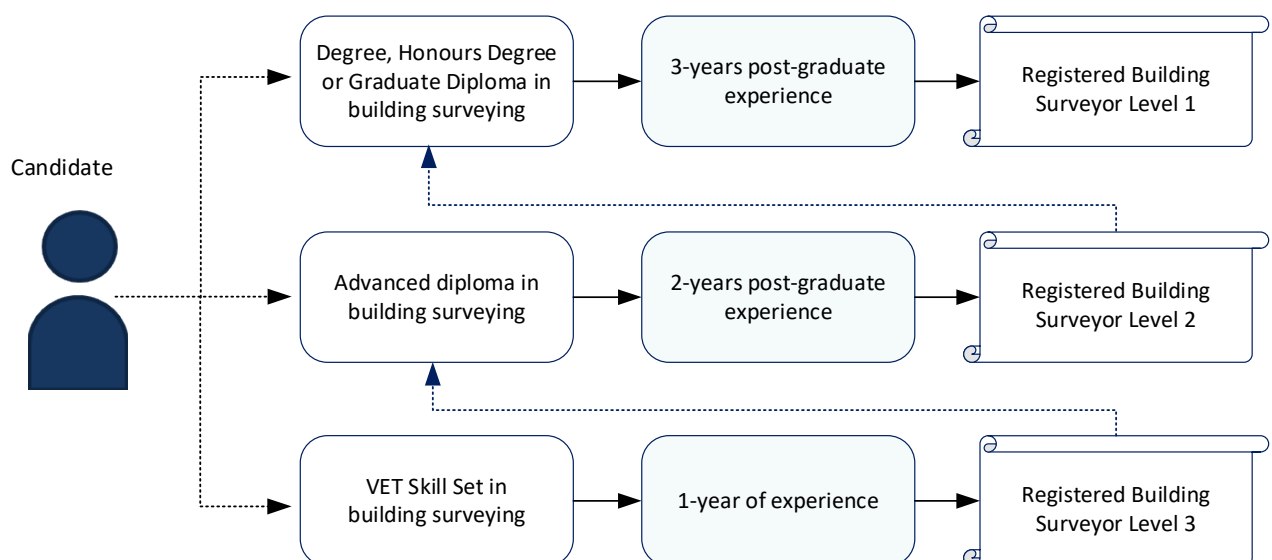 Candidate
Degree, Honours Degree
or Graduate Diploma in
building surveying
3-years post-graduate
experience
Registered Building
Surveyor Level 1
Advanced diploma in
building surveying
2-years post-graduate
experience
Registered Building
Surveyor Level 2
VET Skill Set in
building surveying
1-year of experience
Registered Building
Surveyor Level 3